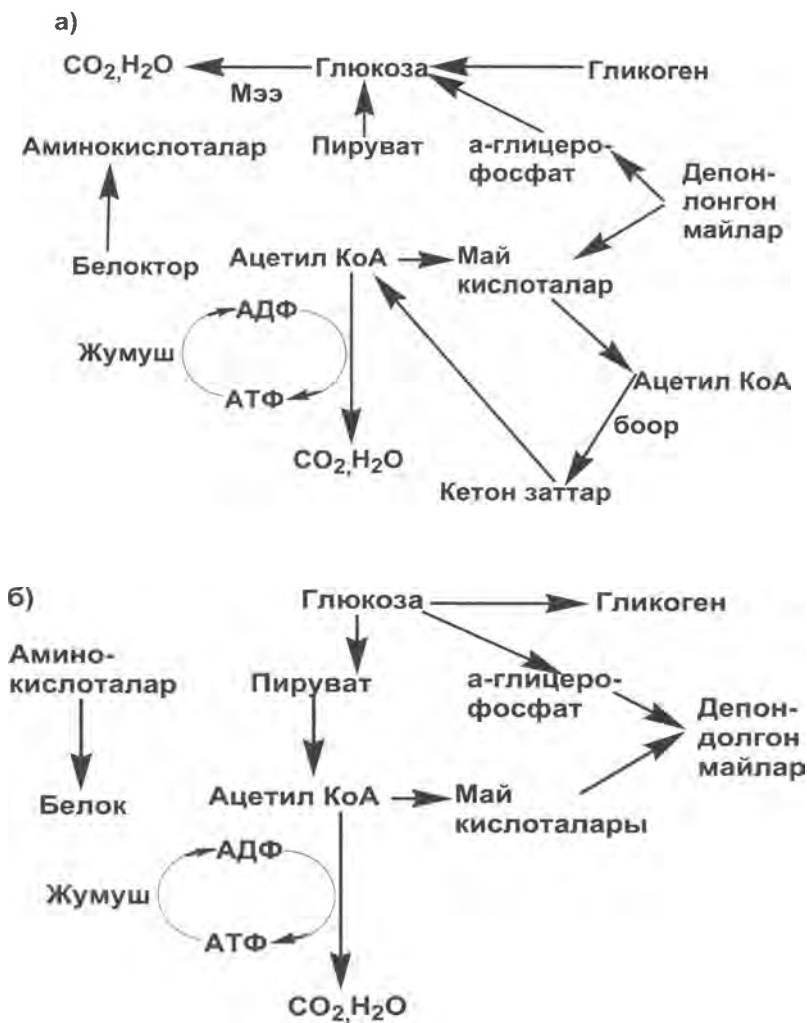 а)
CO2,H2O Глюкоза Гликоген
Мээ
Аминокислоталар Пируват а-глицеро-
фосфат
Депон-
лонгон
майлар
Белоктор Ацетил КоА Май
кислоталар
АДФ
Жумуш
АТФ
Ацетил КоА
боор
CO2,H2O
Кетон заттар
б)
Глюкоза Гликоген
Амино-
кислоталар
Пируват а-глицеро-
фосфат
Депон-
долгон
майлар
Белок Ацетил КоА Май
кислоталары
АДФ
Жумуш
АТФ
CO2,H2O